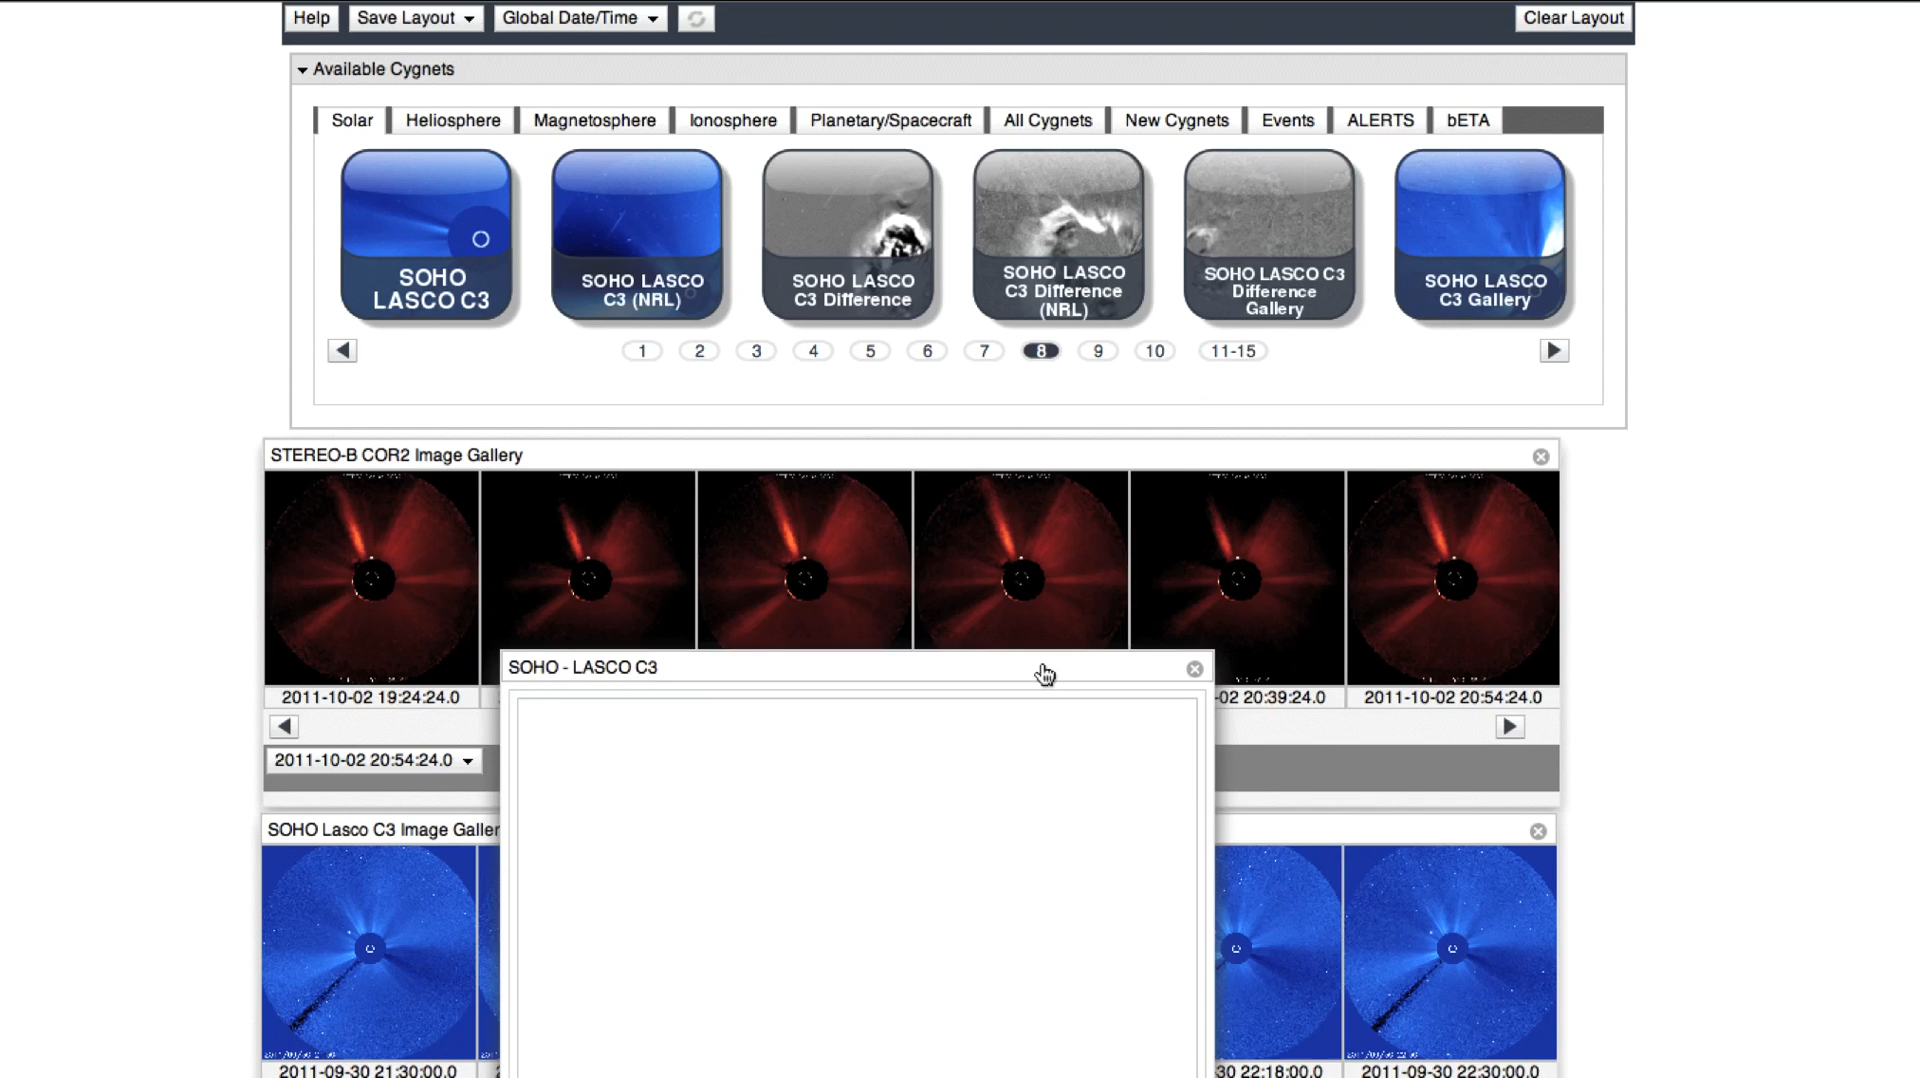 Help
Save Layout
Global Date/Time
Clear Layout
Available Cygnets
Solar
Heliosphere
Magnetosphere
Ionosphere
Planetary/Spacecraft
All Cygnets
New Cygnets
Events
ALERTS
bETA
SOHO
LASCO C3
SOHO LASCO
C3 (NRL)
SOHO LASCO
C3 Difference
SOHO LASCO
C3 Difference
(NRL)
SOHO LASCO C3
Difference
Gallery
SOHO LASCO
C3 Gallery
1
2
3
4
5
6
7
8
9
10
11-15
STEREO-B COR2 Image Gallery
SOHO - LASCO C3
2011-10-02 19:24:24.0
-02 20:39:24.0
2011-10-02 20:54:24.0
2011-10-02 20:54:24.0
SOHO Lasco C3 Image Galler
2011-09-30 21:30:00.0
30 22:18:00.0
2011-09-30 22:30:00.0